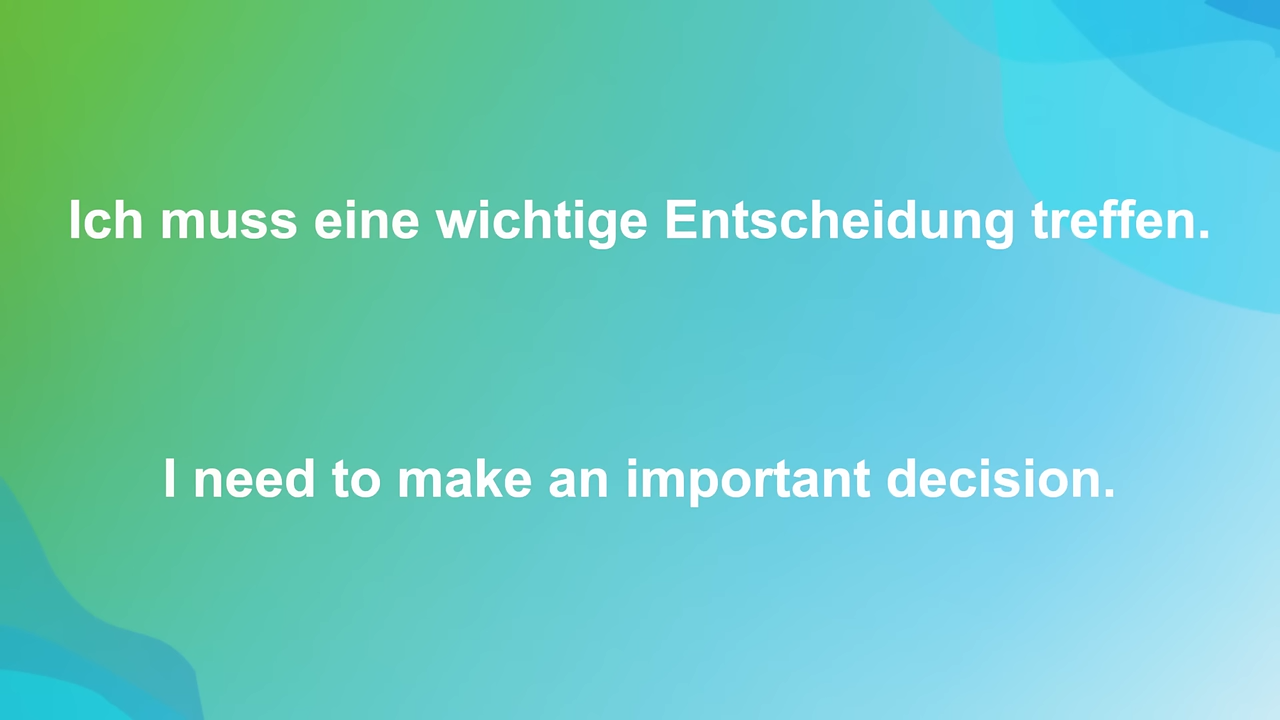 Ich muss eine wichtige Entscheidung treffen.
I need to make an important decision.